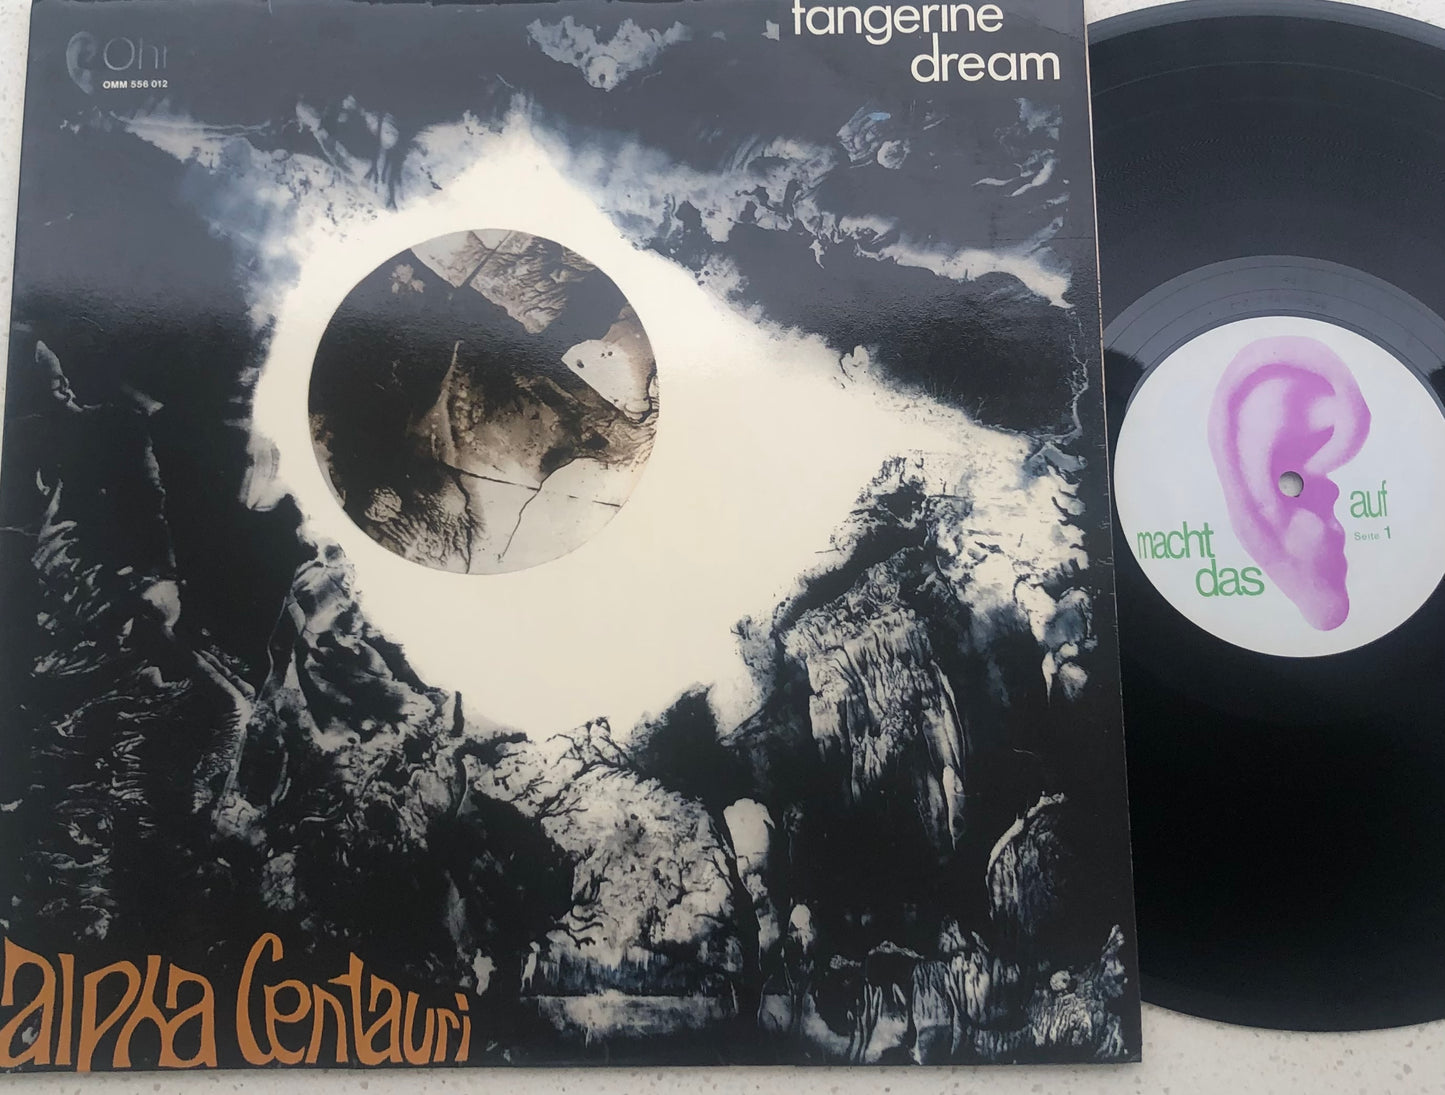 Ohr
OMM 556 012
tangerine
dream
alpha Centauri
macht
das
auf
Seite 1